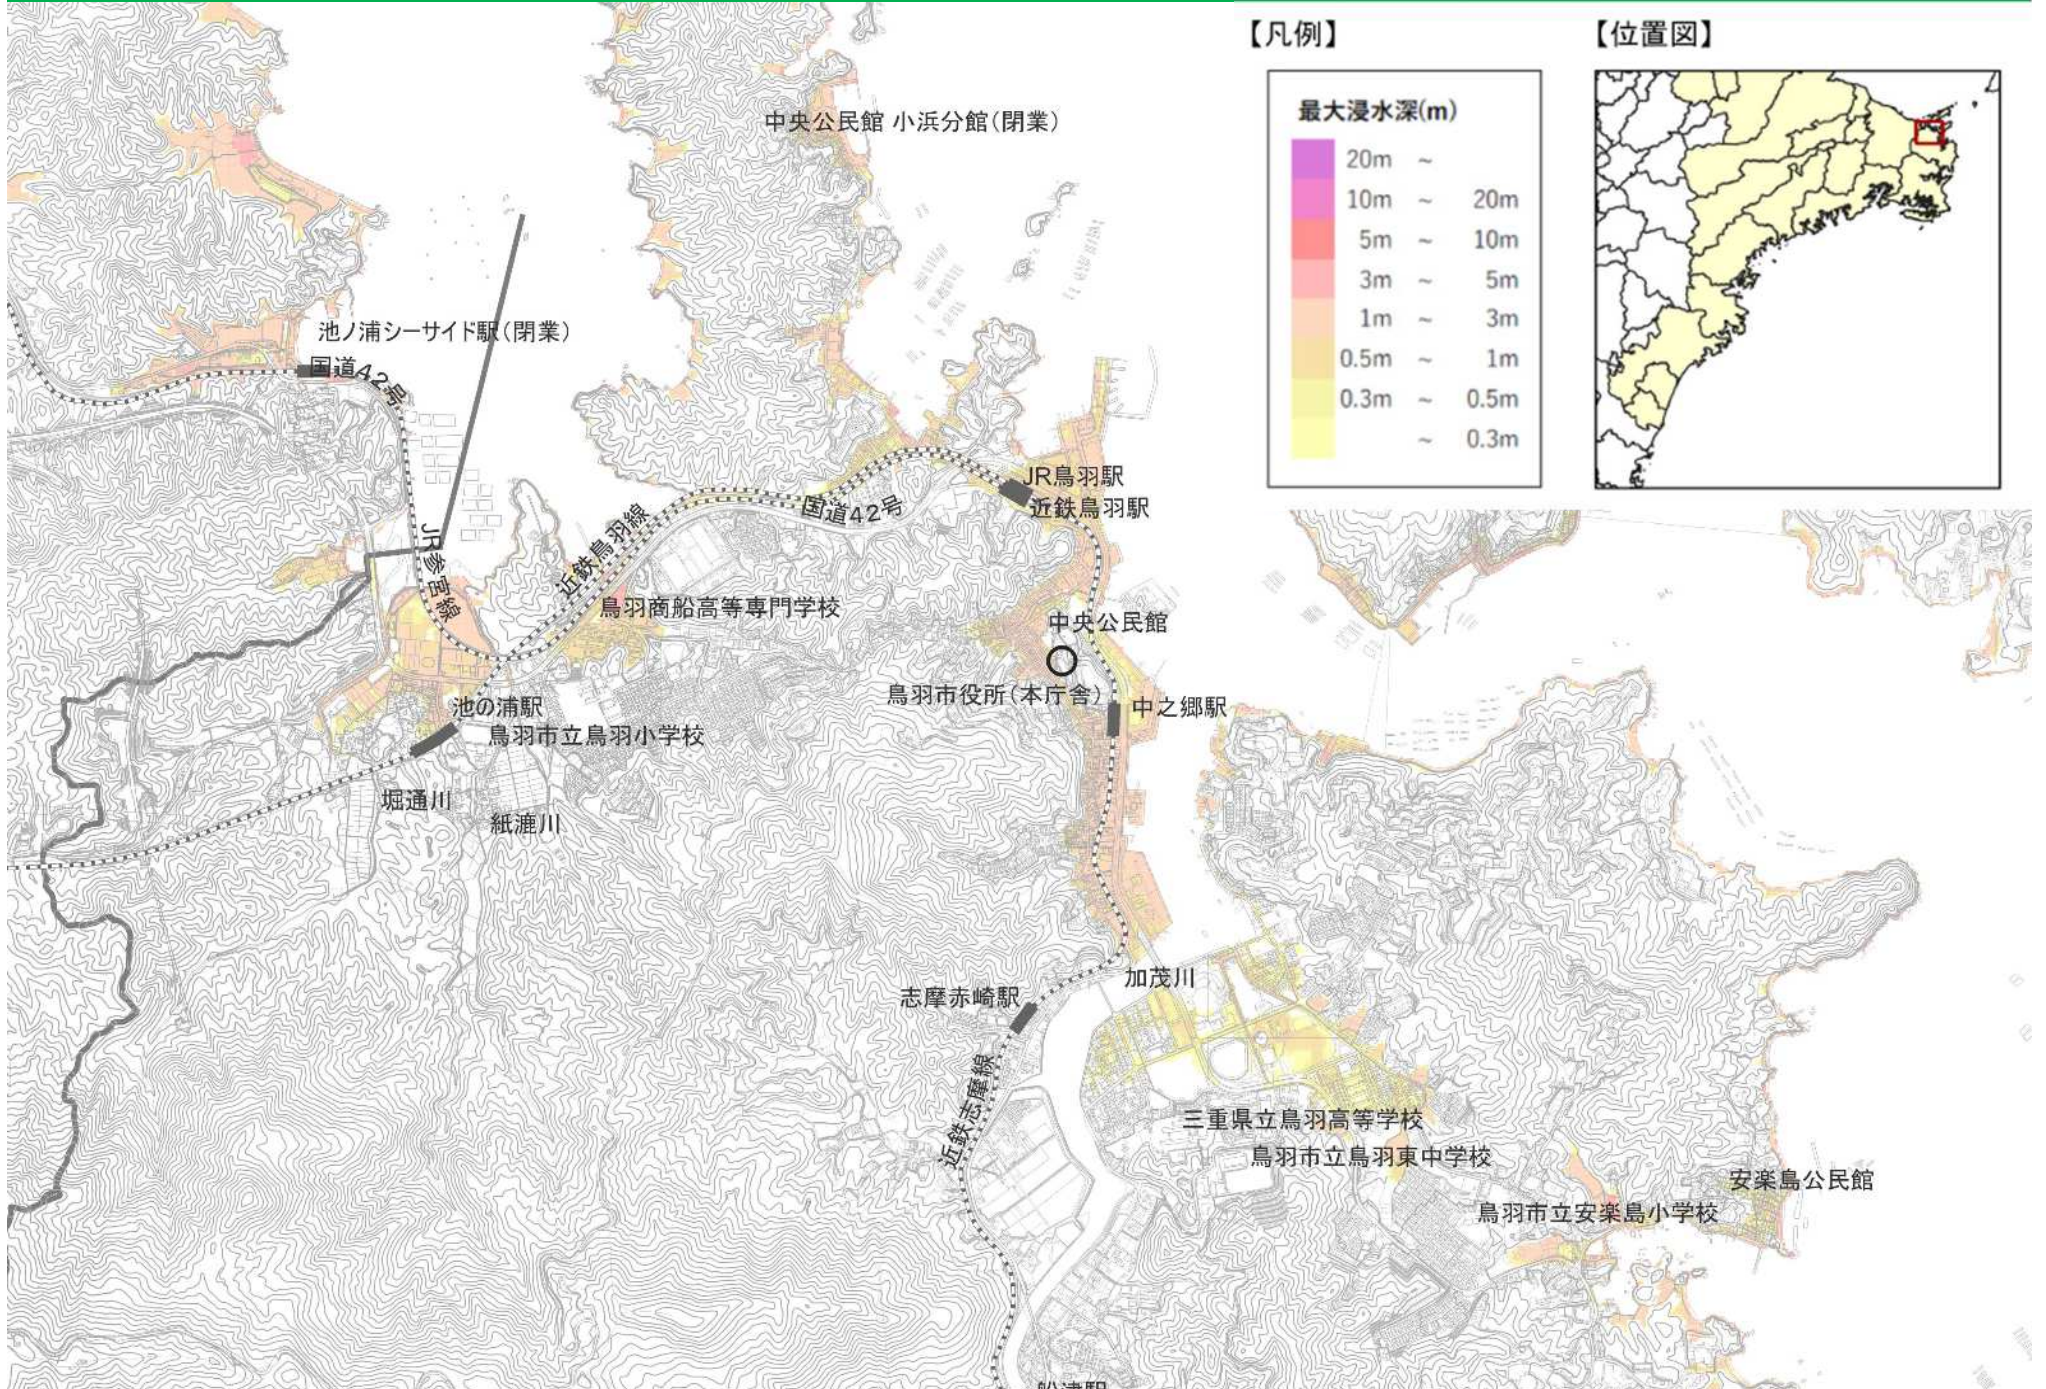 【凡例】
【位置図】
最大浸水深(m)
20m ~
10m ~ 20m
5m ~ 10m
3m ~ 5m
1m ~ 3m
0.5m ~ 1m
0.3m ~ 0.5m
~ 0.3m
中央公民館 小浜分館(閉業)
池ノ浦シーサイド駅(閉業)
国道42号
JR鳥羽駅
近鉄鳥羽駅
国道42号
近鉄鳥羽線
JR参宮線
鳥羽商船高等専門学校
中央公民館
鳥羽市役所(本庁舎)
中之郷駅
池の浦駅
鳥羽市立鳥羽小学校
堀通川
紙漉川
加茂川
志摩赤崎駅
近鉄志摩線
三重県立鳥羽高等学校
鳥羽市立鳥羽東中学校
安楽島公民館
鳥羽市立安楽島小学校